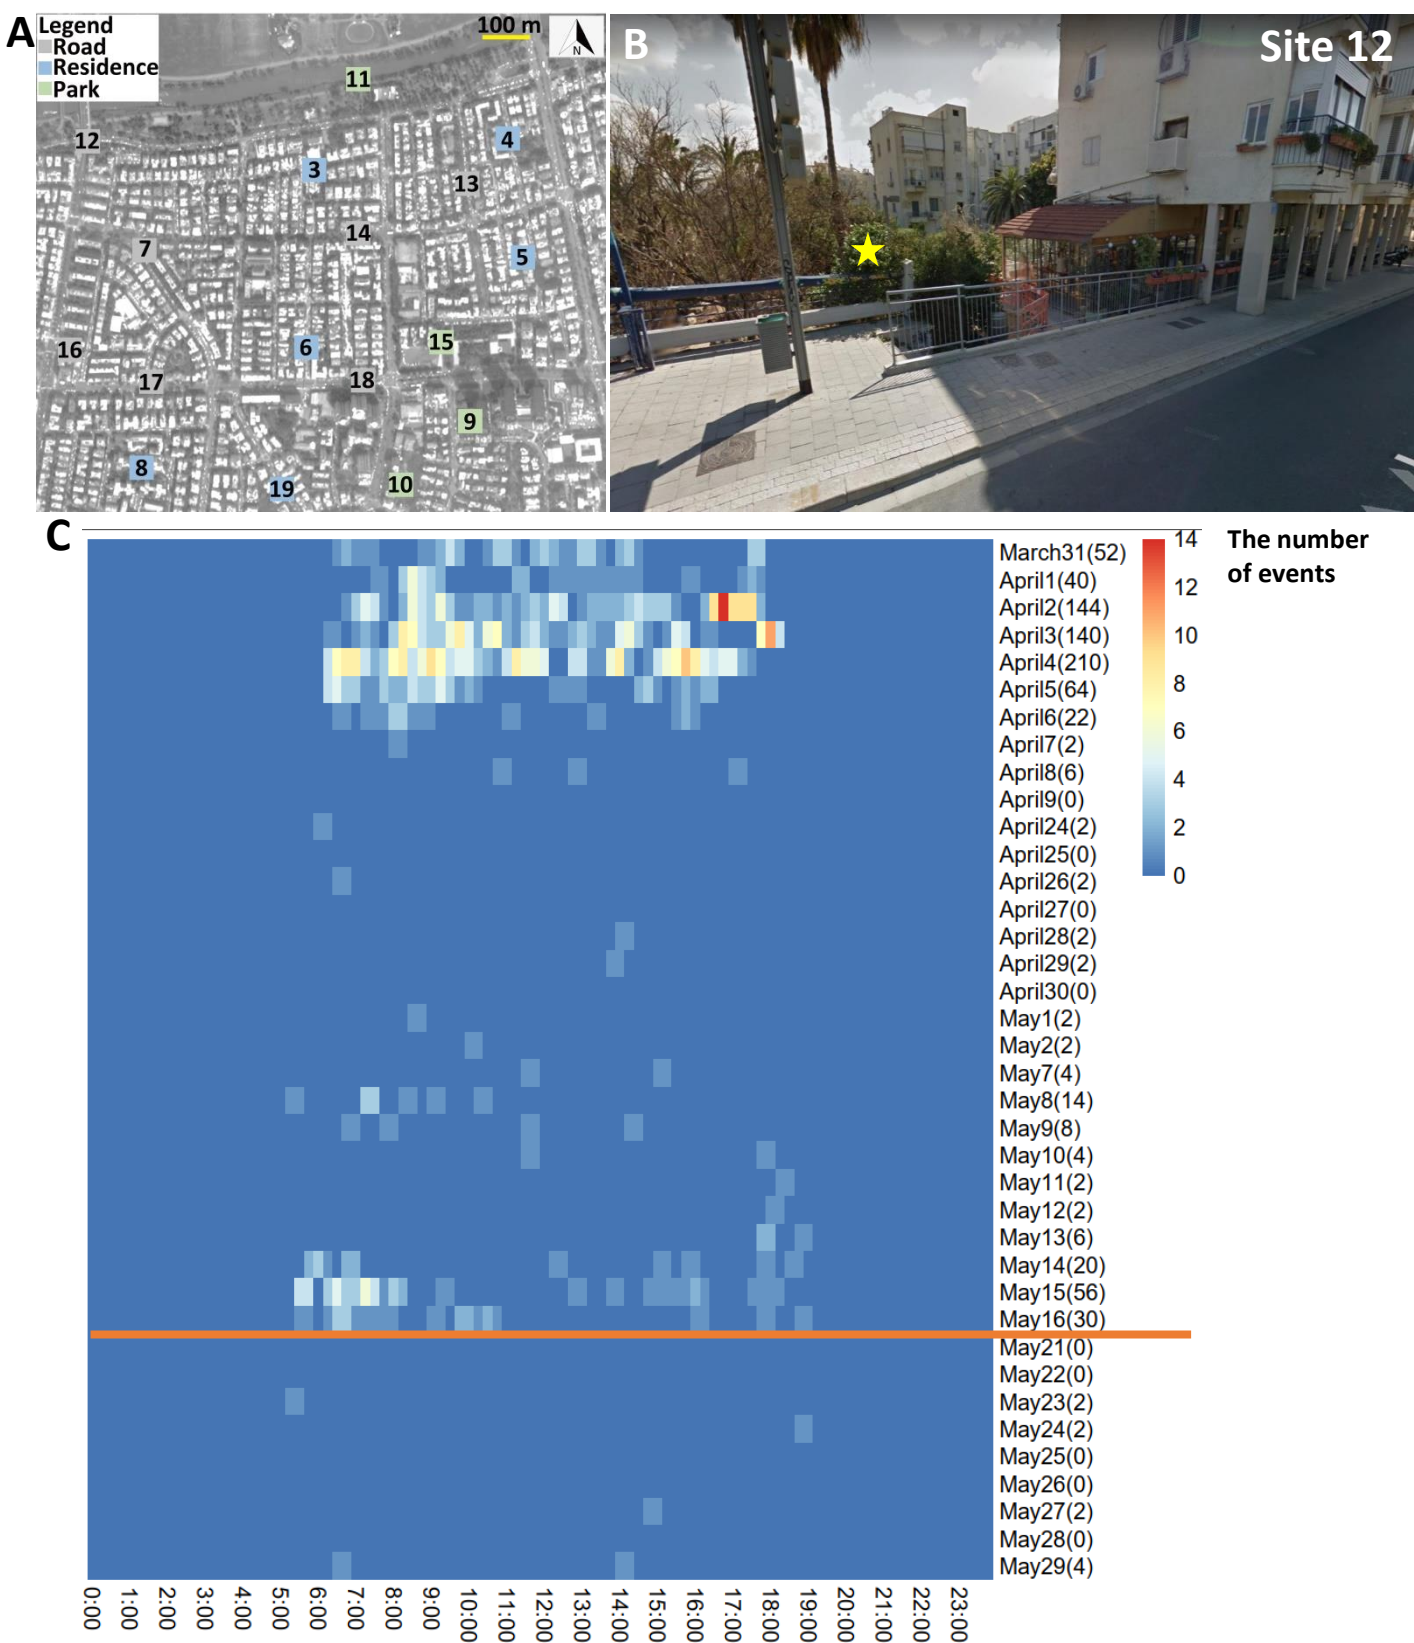 A
Legend
Road
Residence
Park
100 m
N
11
12
4
3
13
14
7
5
16
6
15
17
18
9
8
19
10
B
Site 12
C
The number
of events
March31(52)
April1(40)
April2(144)
April3(140)
April4(210)
April5(64)
April6(22)
April7(2)
April8(6)
April9(0)
April24(2)
April25(0)
April26(2)
April27(0)
April28(2)
April29(2)
April30(0)
May1(2)
May2(2)
May7(4)
May8(14)
May9(8)
May10(4)
May11(2)
May12(2)
May13(6)
May14(20)
May15(56)
May16(30)
May21(0)
May22(0)
May23(2)
May24(2)
May25(0)
May26(0)
May27(2)
May28(0)
May29(4)
14
12
10
8
6
4
2
0
0:00
1:00
2:00
3:00
4:00
5:00
6:00
7:00
8:00
9:00
10:00
11:00
12:00
13:00
14:00
15:00
16:00
17:00
18:00
19:00
20:00
21:00
22:00
23:00